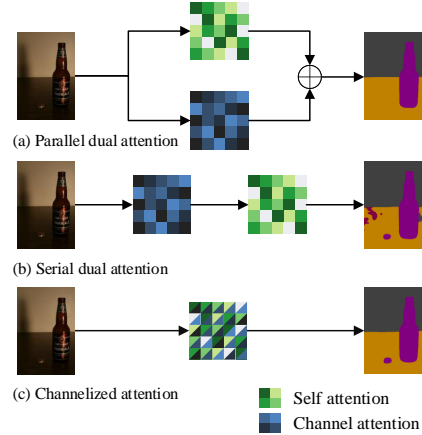 (a) Parallel dual attention
(b) Serial dual attention
(c) Channelized attention
Self attention
Channel attention